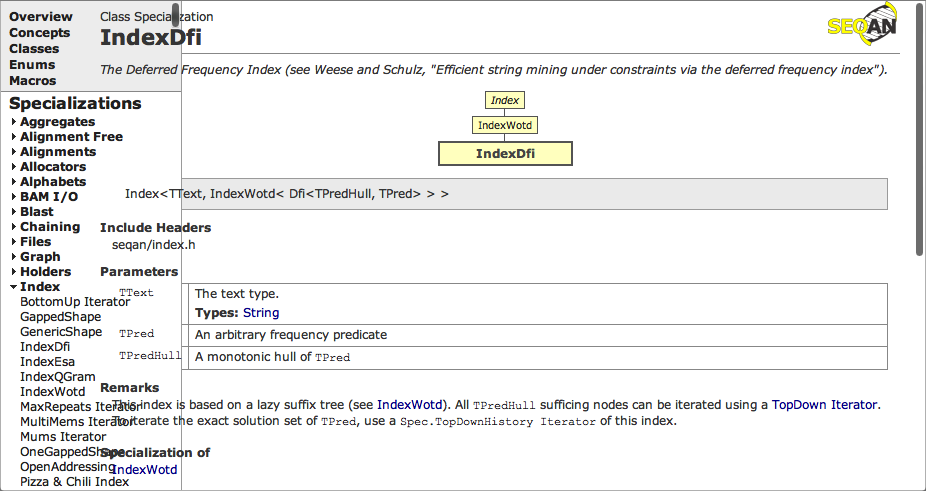 Overview
Concepts
Classes
Enums
Macros
Specializations
Aggregates
Alignment Free
Alignments
Allocators
Alphabets
BAM I/O
Blast
Chaining
Files
Graph
Holders
Index
BottomUp Iterator
GappedShape
GenericShape
IndexDfi
IndexEsa
IndexQGram
IndexWotd
MaxRepeats Iterator
MultiMems Iterator
Mums Iterator
OneGappedShape
OpenAddressing
Pizza & Chili Index
Class Specialization
IndexDfi
SEQAN
The Deferred Frequency Index (see Weese and Schulz, "Efficient string mining under constraints via the deferred frequency index").
Index
IndexWotd
IndexDfi
Index<TText, IndexWotd< Dfi<TPredHull, TPred> > >
Include Headers
seqan/index.h
Parameters
TText The text type.
Types: String
TPred An arbitrary frequency predicate
TPredHull A monotonic hull of TPred
Remarks
This index is based on a lazy suffix tree (see IndexWotd). All TPredHull sufficing nodes can be iterated using a TopDown Iterator.
To iterate the exact solution set of TPred, use a Spec.TopDownHistory Iterator of this index.
Specialization of
IndexWotd